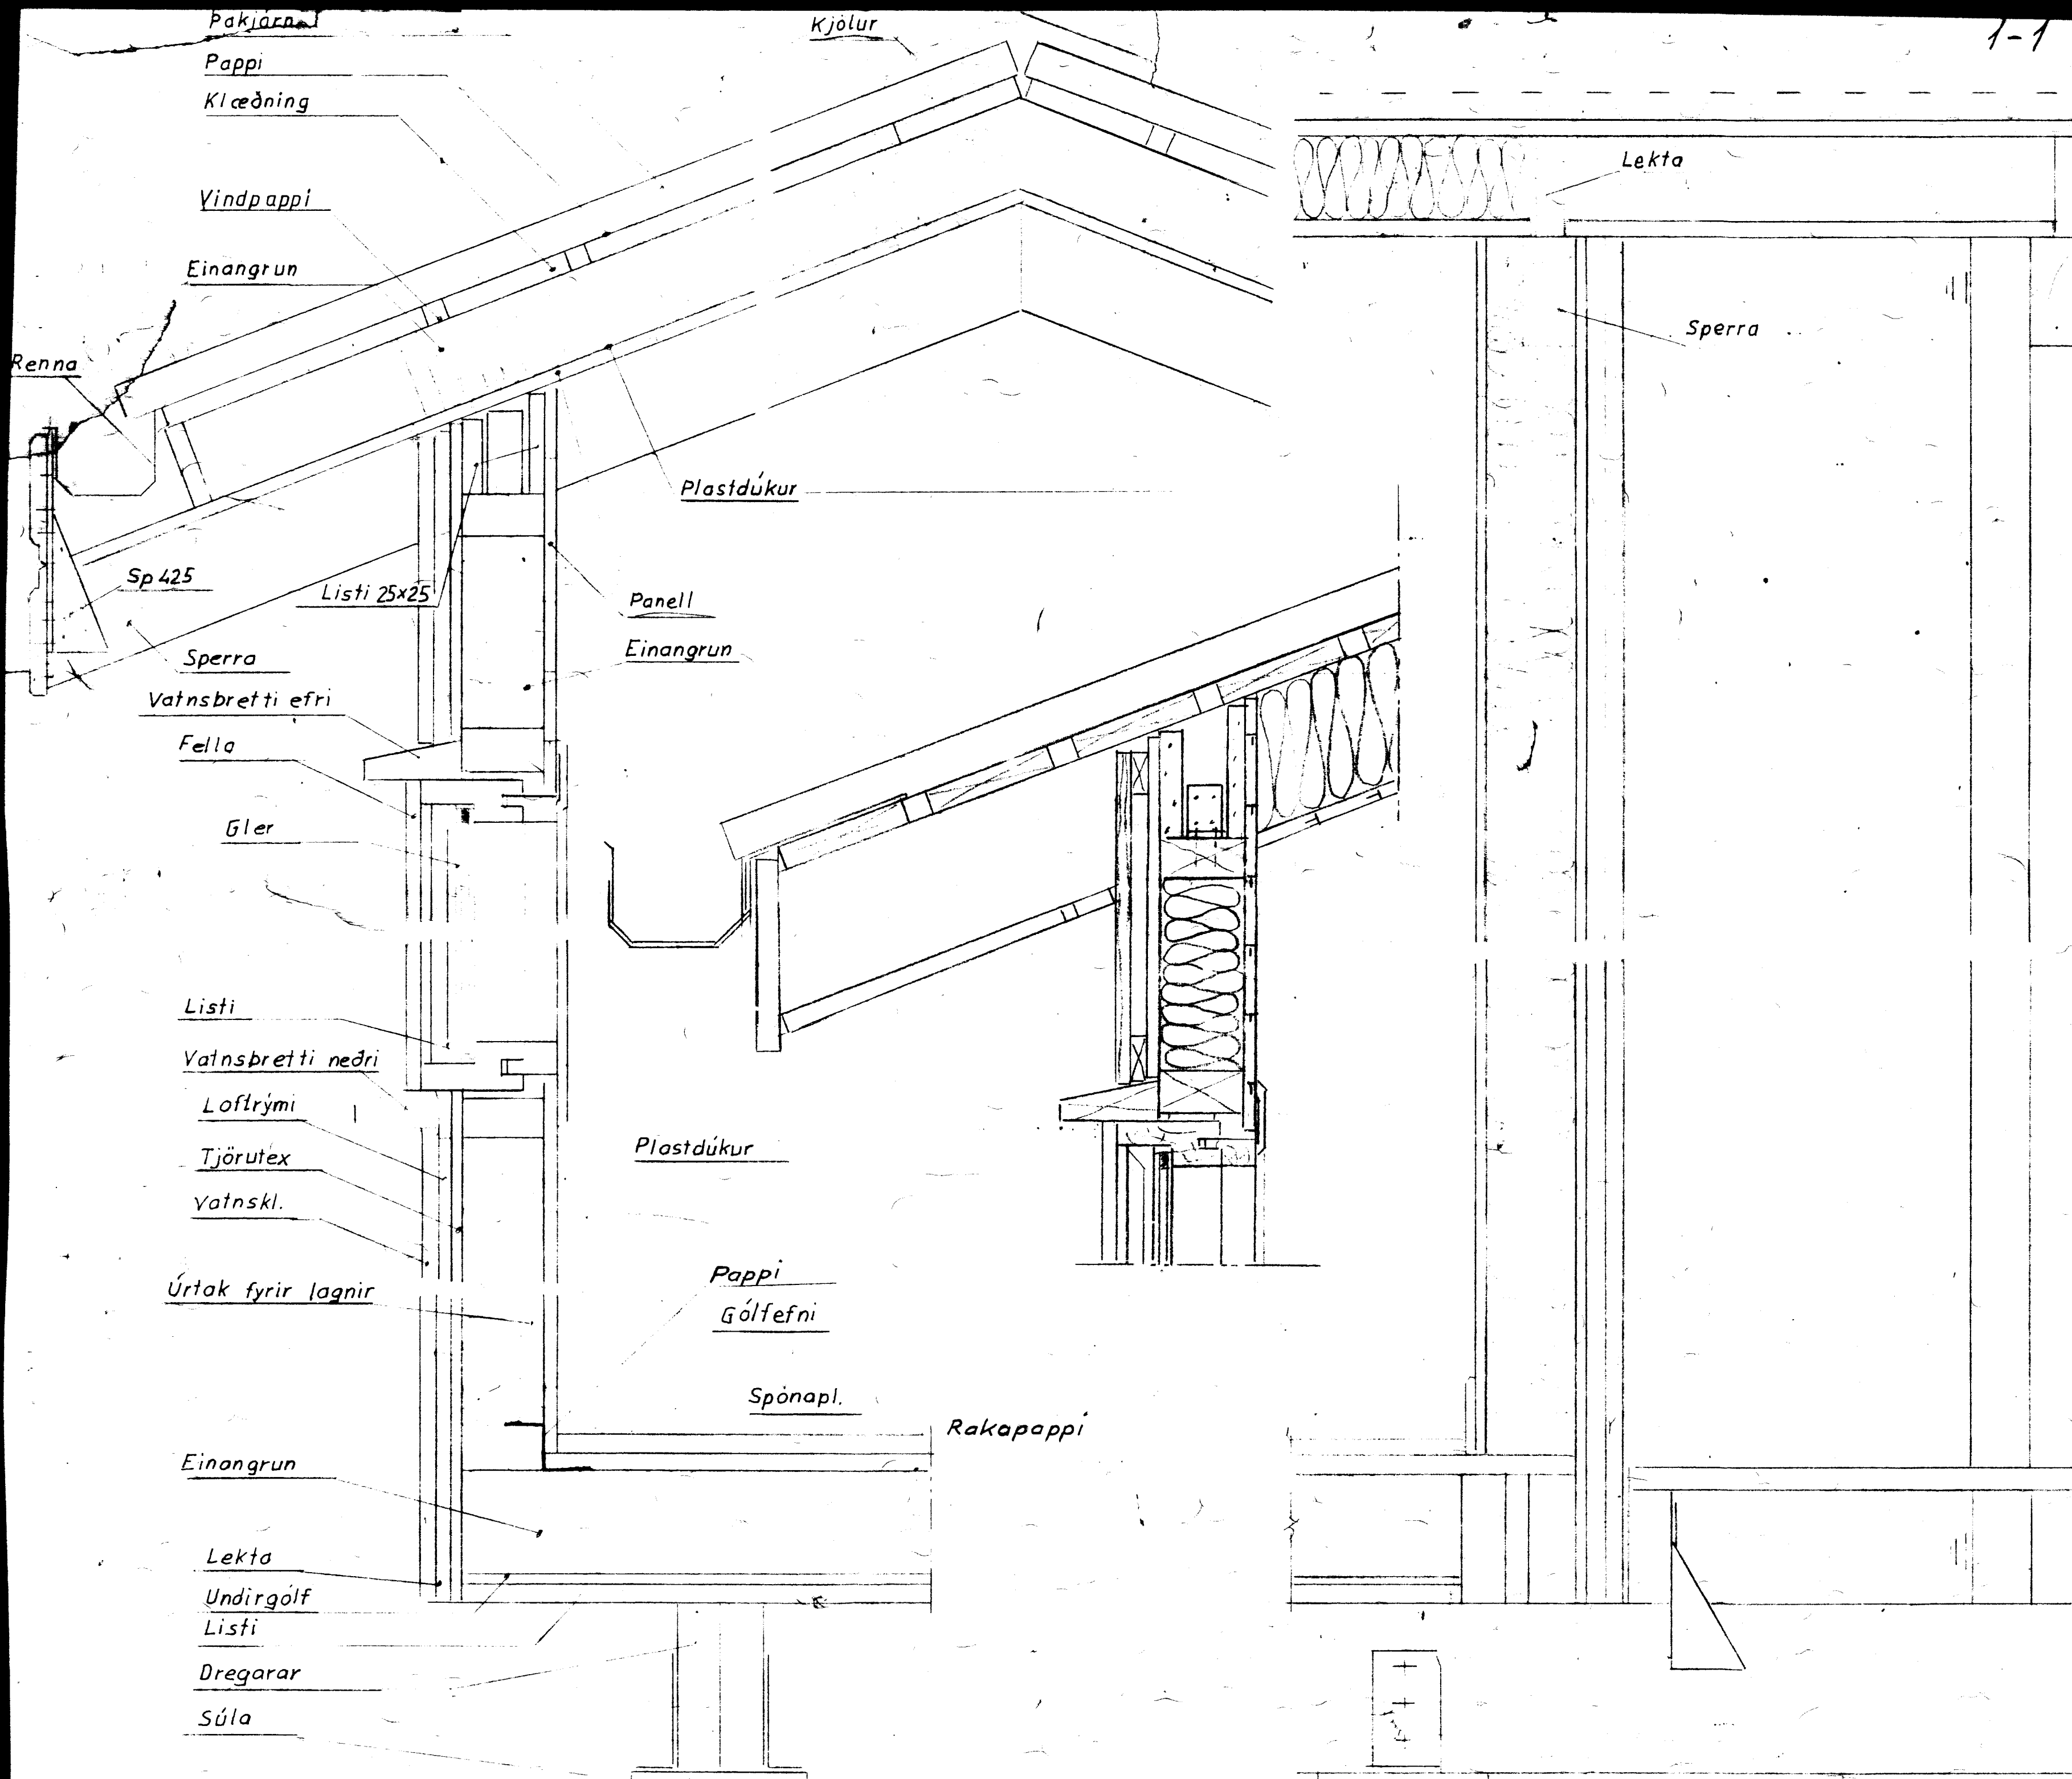 Þakjárn
Kjölur
1-1
Pappi
Klæðning
Lekta
Vindpappi
Einangrun
Sperra
Renna
Plastdúkur
Sp 425
Listi 25x25
Panell
Einangrun
Sperra
Vatnsbretti efri
Fella
Gler
Listi
Vatnsbretti neðri
Loftrými
Plastdúkur
Tjörutex
Vatnskl.
Pappi
Úrtak fyrir lagnir
Gólfefni
Spónapl.
Rakapappi
Einangrun
Lekta
Undirgólf
Listi
Dregarar
Súla